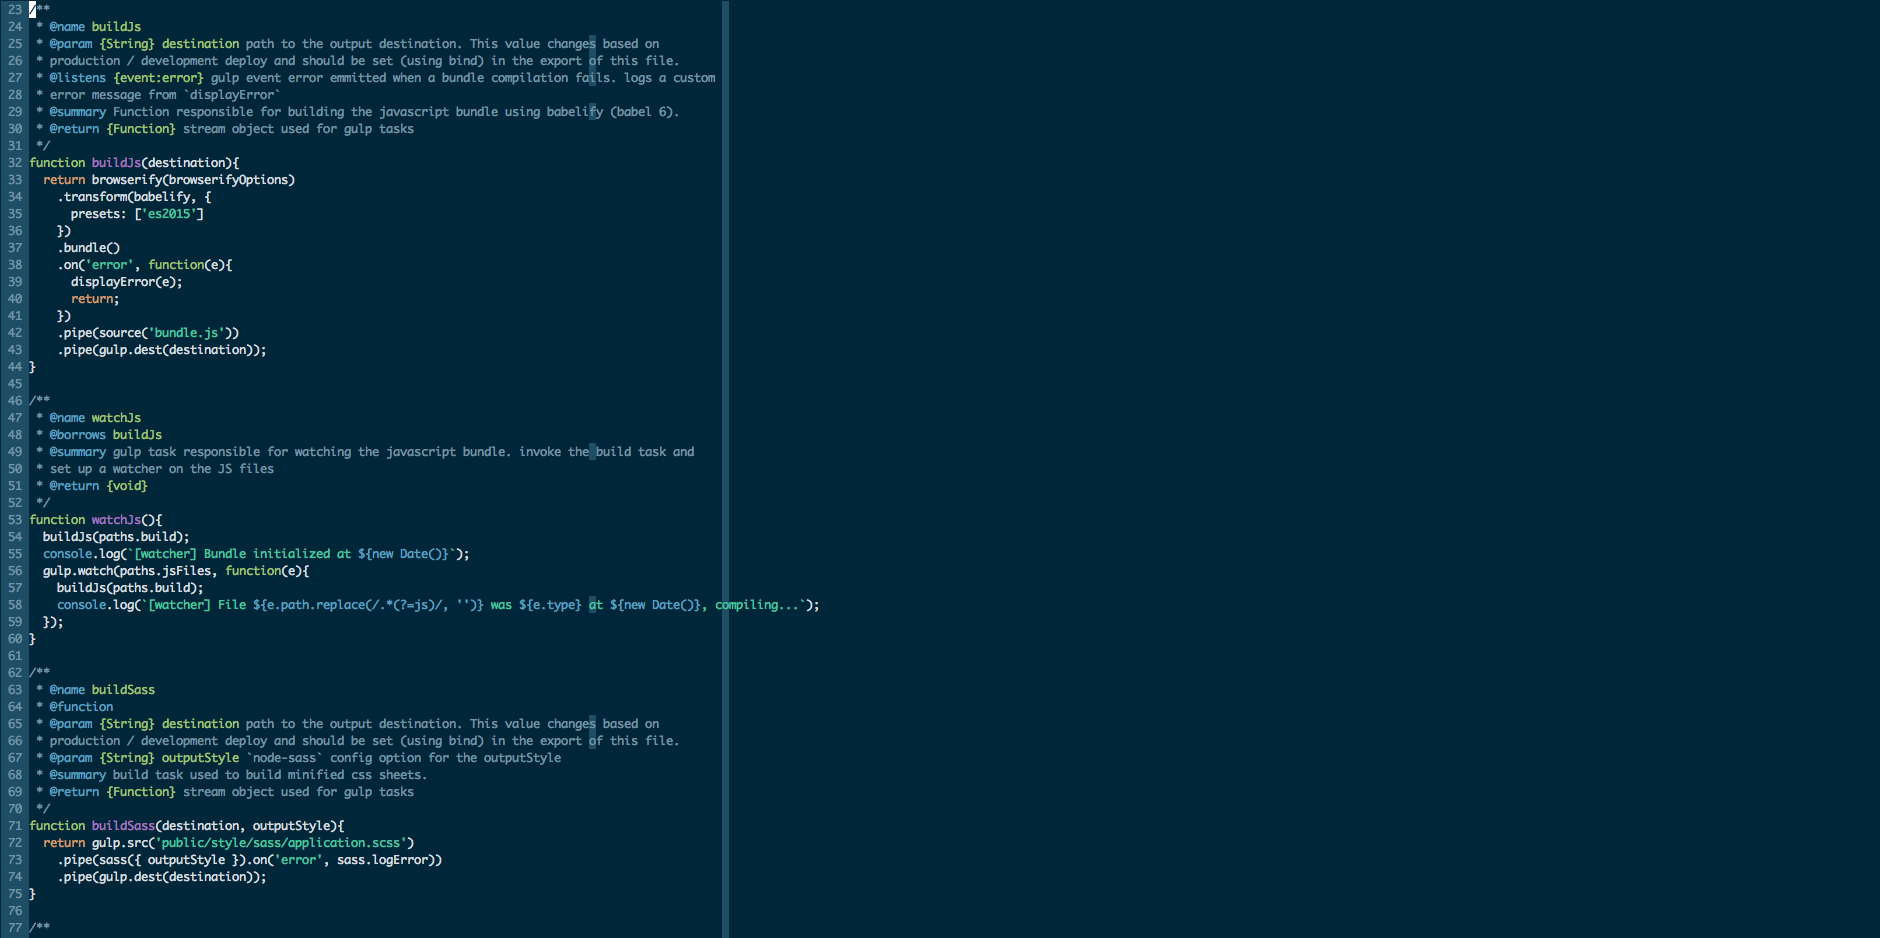 23 /**
24  * @name buildJs
25  * @param {String} destination path to the output destination. This value changes based on
26  * production / development deploy and should be set (using bind) in the export of this file.
27  * @listens {event:error} gulp event error emmitted when a bundle compilation fails. logs a custom
28  * error message from `displayError`
29  * @summary Function responsible for building the javascript bundle using babelify (babel 6).
30  * @return {Function} stream object used for gulp tasks
31  */
32 function buildJs(destination){
33   return browserify(browserifyOptions)
34     .transform(babelify, {
35       presets: ['es2015']
36     })
37     .bundle()
38     .on('error', function(e){
39       displayError(e);
40       return;
41     })
42     .pipe(source('bundle.js'))
43     .pipe(gulp.dest(destination));
44 }
45
46 /**
47  * @name watchJs
48  * @borrows buildJs
49  * @summary gulp task responsible for watching the javascript bundle. invoke the build task and
50  * set up a watcher on the JS files
51  * @return {void}
52  */
53 function watchJs(){
54   buildJs(paths.build);
55   console.log(`[watcher] Bundle initialized at ${new Date()}`);
56   gulp.watch(paths.jsFiles, function(e){
57     buildJs(paths.build);
58     console.log(`[watcher] File ${e.path.replace(/.*(?=js)/, '')} was ${e.type} at ${new Date()}, compiling...`);
59   });
60 }
61
62 /**
63  * @name buildSass
64  * @function
65  * @param {String} destination path to the output destination. This value changes based on
66  * production / development deploy and should be set (using bind) in the export of this file.
67  * @param {String} outputStyle `node-sass` config option for the outputStyle
68  * @summary build task used to build minified css sheets.
69  * @return {Function} stream object used for gulp tasks
70  */
71 function buildSass(destination, outputStyle){
72   return gulp.src('public/style/sass/application.scss')
73     .pipe(sass({ outputStyle }).on('error', sass.logError))
74     .pipe(gulp.dest(destination));
75 }
76
77 /**